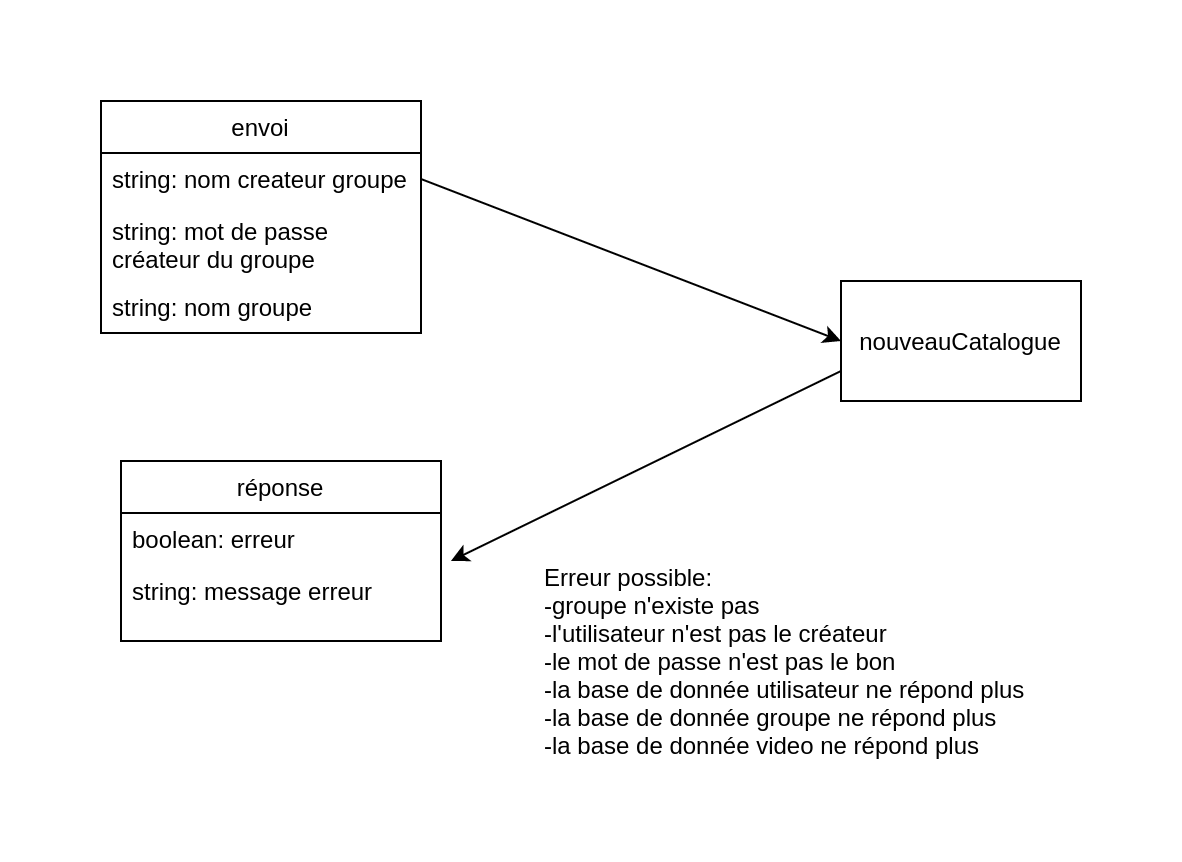 envoi
string: nom createur groupe
string: mot de passe
créateur du groupe
string: nom groupe
nouveauCatalogue
réponse
boolean: erreur
string: message erreur
Erreur possible:
-groupe n'existe pas
-l'utilisateur n'est pas le créateur
-le mot de passe n'est pas le bon
-la base de donnée utilisateur ne répond plus
-la base de donnée groupe ne répond plus
-la base de donnée video ne répond plus